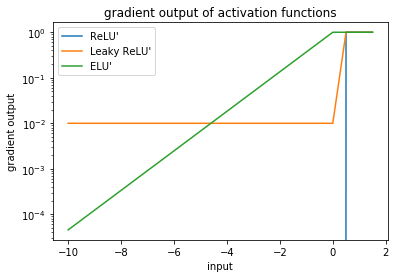 gradient output of activation functions
ReLU'
Leaky ReLU'
ELU'
gradient output
10⁰
10⁻¹
10⁻²
10⁻³
10⁻⁴
−10
−8
−6
−4
−2
0
2
input